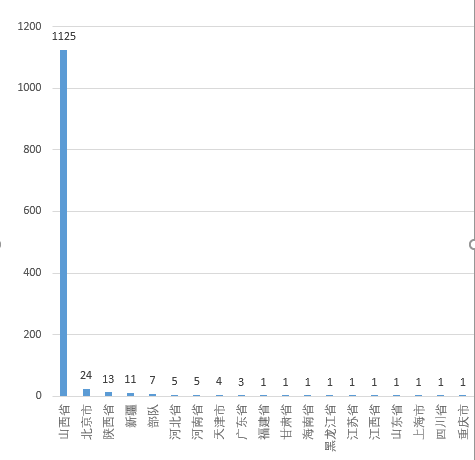 1200
1000
800
600
400
200
0
1125
24
13
11
7
5
5
4
3
1
1
1
1
1
1
1
1
1
1
山西省
北京市
陕西省
新疆
部队
河北省
河南省
天津市
广东省
福建省
甘肃省
海南省
黑龙江省
江苏省
江西省
山东省
上海市
四川省
重庆市